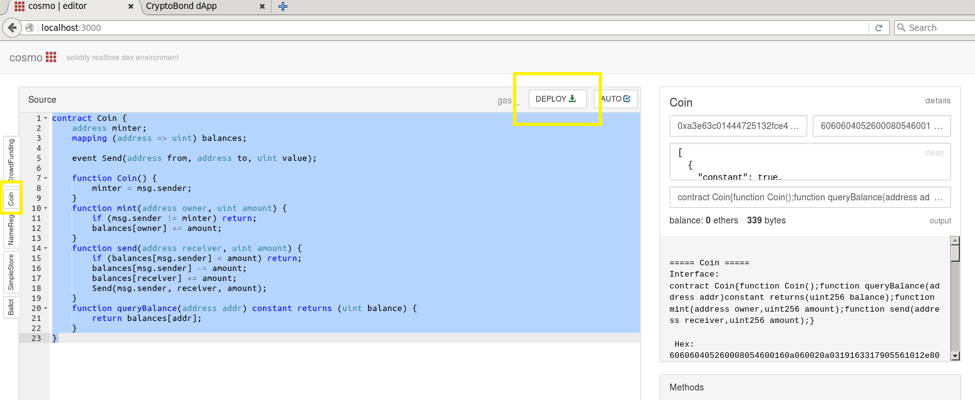 cosmo | editor
CryptoBond dApp
localhost:3000
Search
cosmo
solidity realtime dev environment
Source
gas
DEPLOY
AUTO
CrowdFunding
Coin
NameReg
SimpleStore
Ballot
1 contract Coin {
2 address minter;
3 mapping (address => uint) balances;
4
5 event Send(address from, address to, uint value);
6
7 function Coin() {
8 minter = msg.sender;
9 }
10 function mint(address owner, uint amount) {
11 if (msg.sender != minter) return;
12 balances[owner] += amount;
13 }
14 function send(address receiver, uint amount) {
15 if (balances[msg.sender] < amount) return;
16 balances[msg.sender] -= amount;
17 balances[receiver] += amount;
18 Send(msg.sender, receiver, amount);
19 }
20 function queryBalance(address addr) constant returns (uint balance) {
21 return balances[addr];
22 }
23 }
Coin
details
0xa3e63c01444725132fce4 ...
6060604052600080546001 ...
[
{
"constant": true,
clean
contract Coin{function Coin();function queryBalance(address ad ...
balance: 0 ethers 339 bytes
output
===== Coin =====
Interface:
contract Coin{function Coin();function queryBalance(ad
dress addr)constant returns(uint256 balance);function
mint(address owner,uint256 amount);function send(addre
ss receiver,uint256 amount);}
Hex:
606060405260008054600160a060020a0319163317905561012e80
Methods